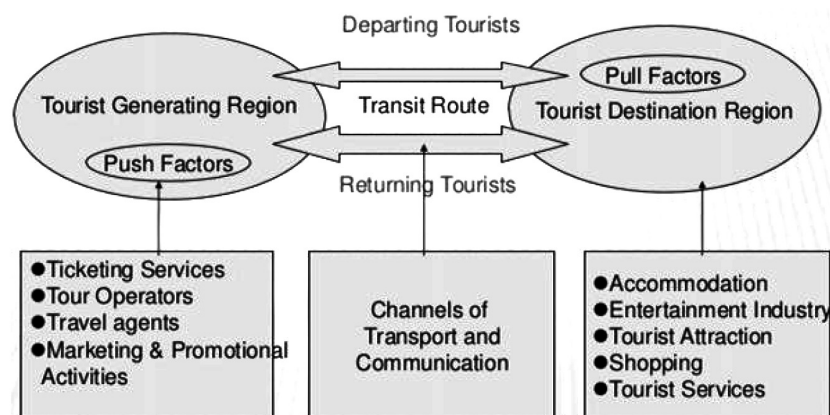 Departing Tourists
Pull Factors
Tourist Generating Region
Transit Route
Tourist Destination Region
Push Factors
Returning Tourists
●Ticketing Services
●Tour Operators
●Travel agents
●Marketing & Promotional
Activities
Channels of
Transport and
Communication
●Accommodation
●Entertainment Industry
●Tourist Attraction
●Shopping
●Tourist Services